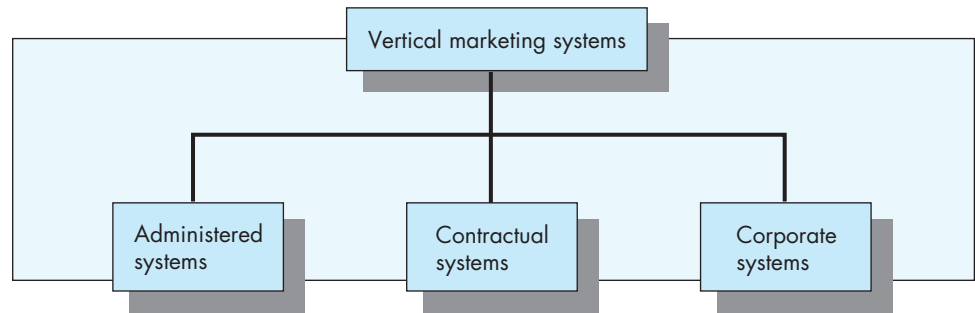 Vertical marketing systems
Administered
systems
Contractual
systems
Corporate
systems